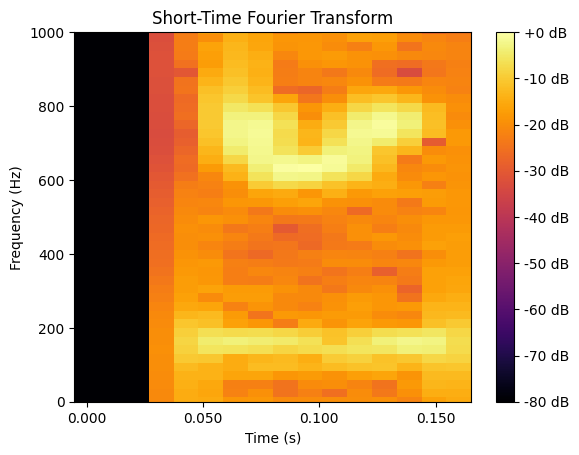 Short-Time Fourier Transform
1000
800
600
400
200
0
Frequency (Hz)
0.000
0.050
0.100
0.150
Time (s)
+0 dB
-10 dB
-20 dB
-30 dB
-40 dB
-50 dB
-60 dB
-70 dB
-80 dB